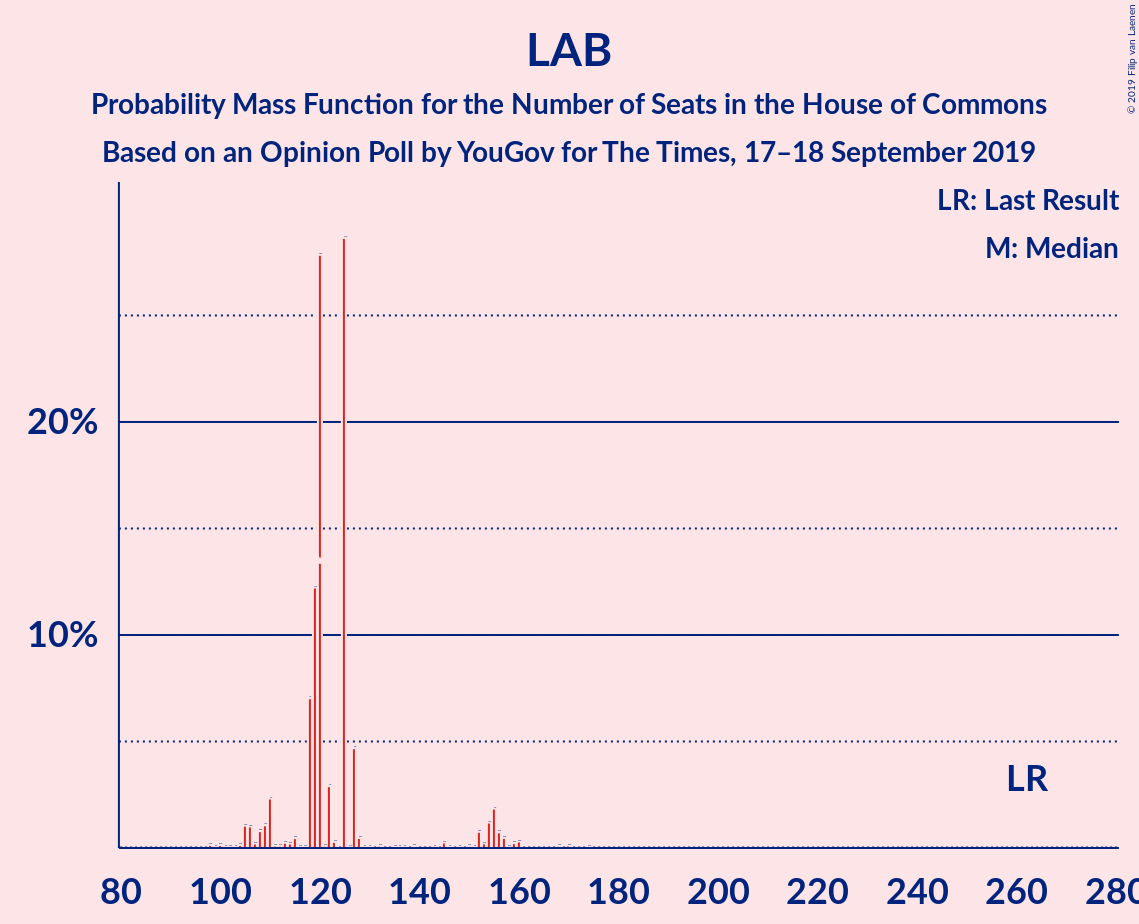 LAB
Probability Mass Function for the Number of Seats in the House of Commons
Based on an Opinion Poll by YouGov for The Times, 17–18 September 2019
© 2019 Filip van Laenen
LR: Last Result
M: Median
20%
10%
LR
80 100 120 140 160 180 200 220 240 260 280